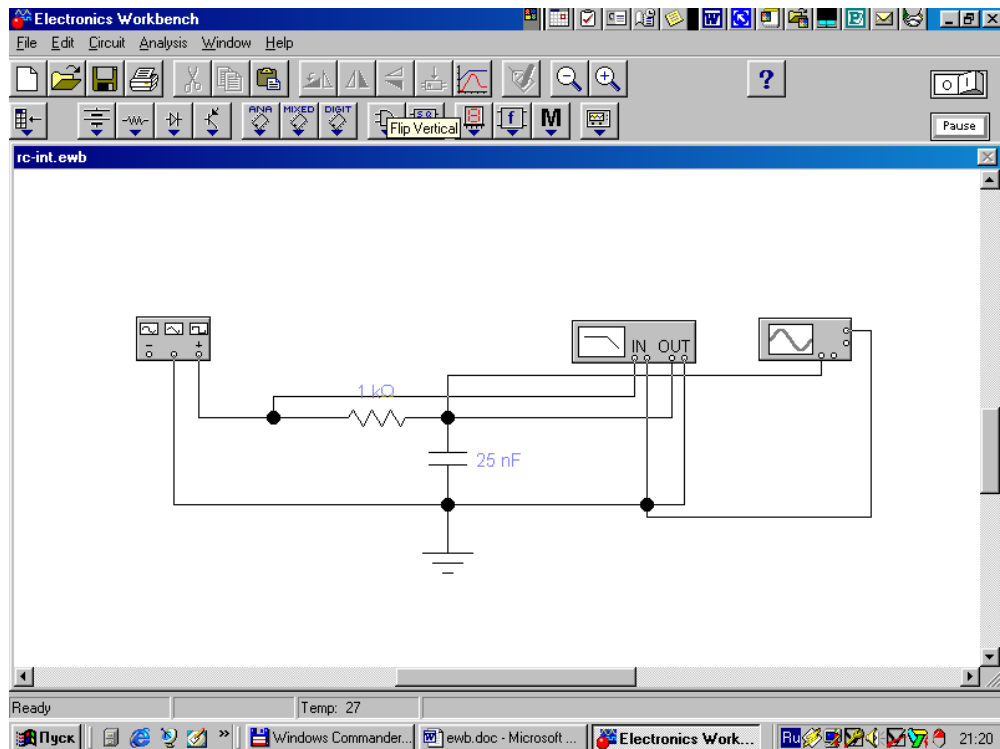 Electronics Workbench
File Edit Circuit Analysis Window Help
ANA MIXED DIGIT
Flip Vertical
f M
Pause
rc-int.ewb
IN OUT
1 kΩ
25 nF
Ready Temp: 27
Пуск » Windows Commander... ewb.doc - Microsoft ... Electronics Work... Ru 21:20